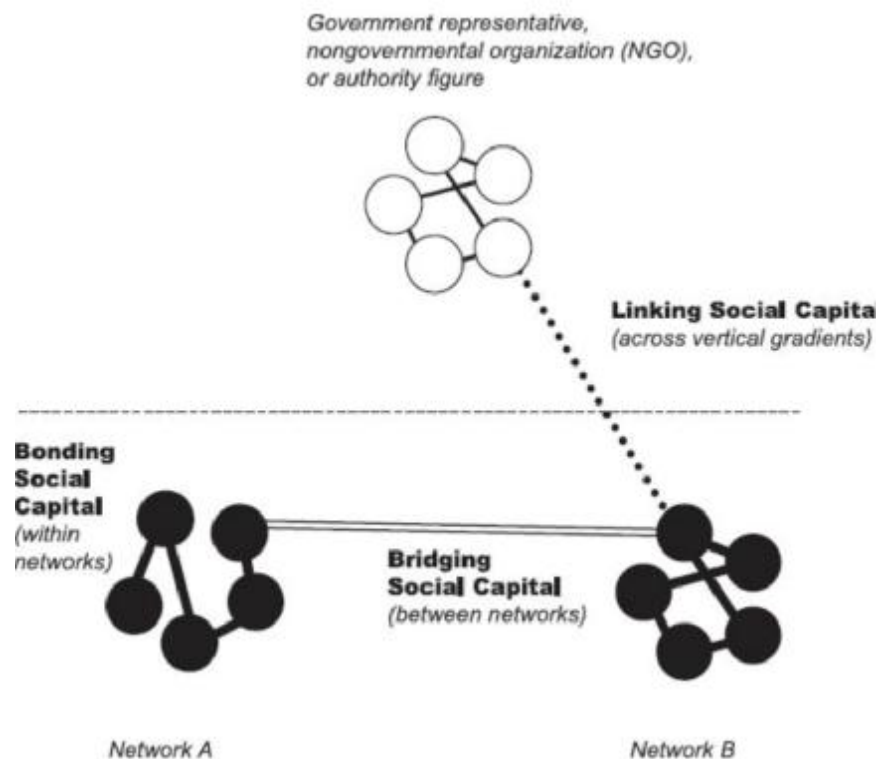 Government representative,
nongovernmental organization (NGO),
or authority figure
Linking Social Capita
(across vertical gradients)
Bonding
Social
Capital
(within
networks)
Bridging
Social Capital
(between networks)
Network A
Network B